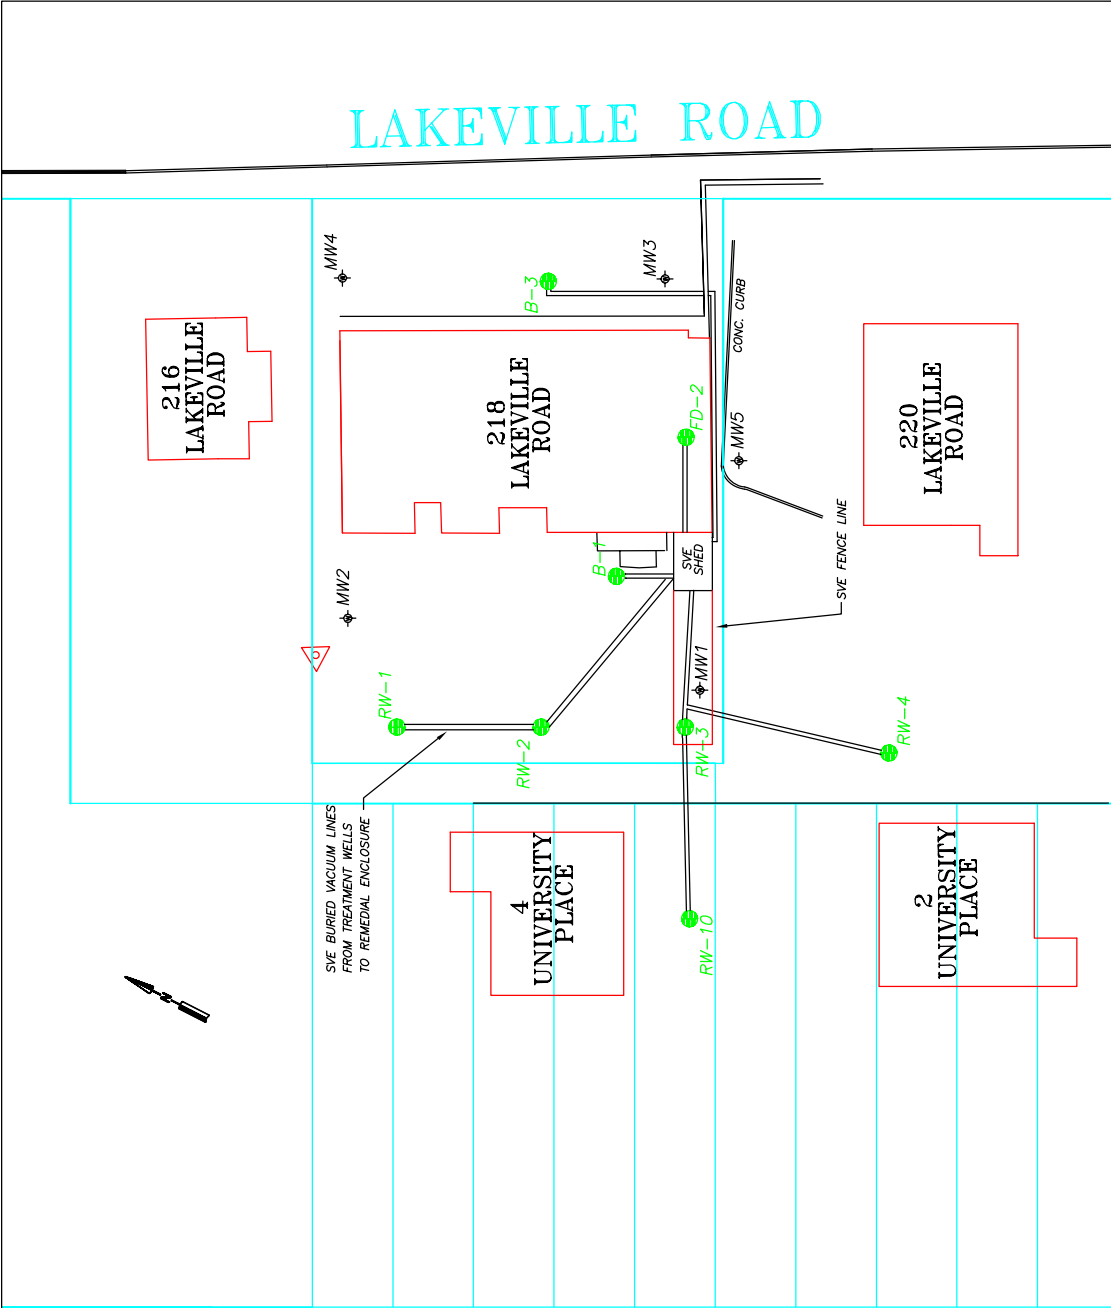 LAKEVILLE ROAD
MW4
MW3
B-3
CONC. CURB
216
LAKEVILLE
ROAD
218
LAKEVILLE
ROAD
220
LAKEVILLE
ROAD
FD-2
MW5
SVE FENCE LINE
SVE
SHED
B-1
MW2
6
MW1
RW-1
RW-2
RW-3
RW-4
SVE BURIED VACUUM LINES
FROM TREATMENT WELLS
TO REMEDIAL ENCLOSURE
4
UNIVERSITY
PLACE
2
UNIVERSITY
PLACE
RW-10
N